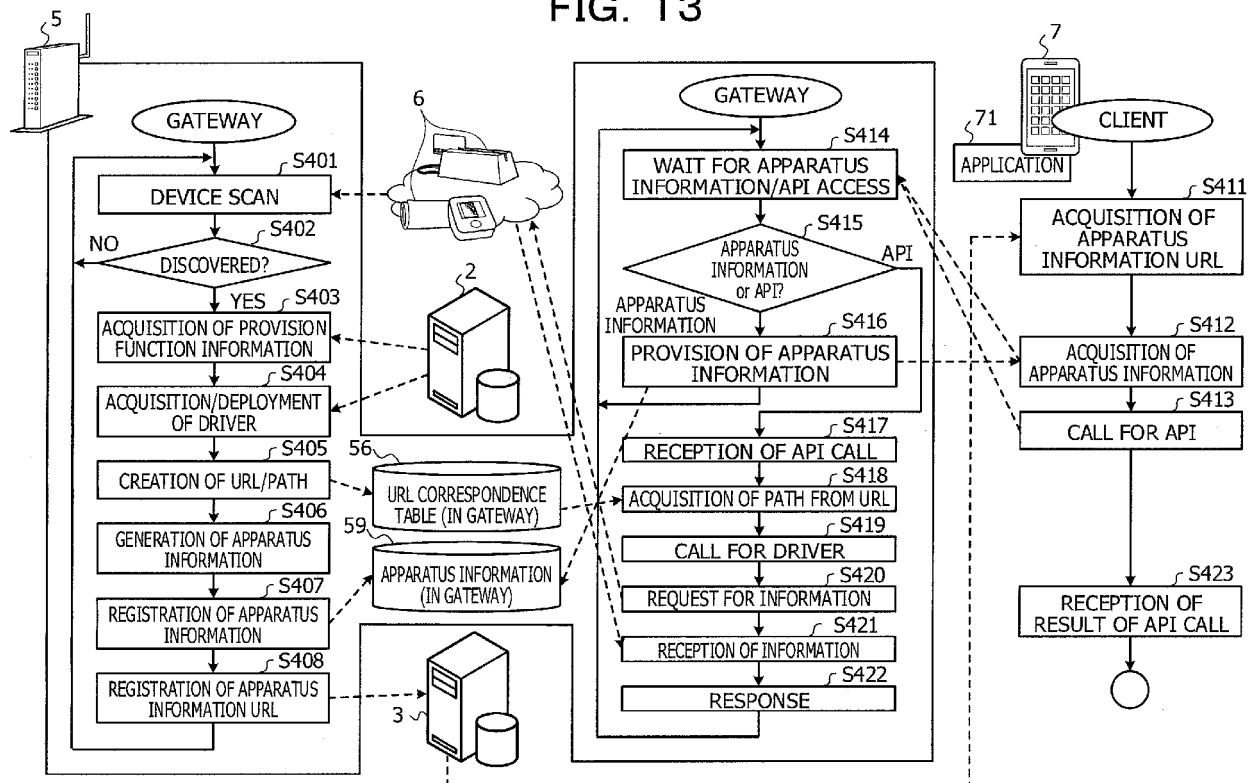 FIG. 13
5
GATEWAY
S401
DEVICE SCAN
S402
NO
DISCOVERED?
YES
S403
ACQUISITION OF PROVISION
FUNCTION INFORMATION
S404
ACQUISITION/DEPLOYMENT
OF DRIVER
S405
CREATION OF URL/PATH
S406
GENERATION OF APPARATUS
INFORMATION
S407
REGISTRATION OF APPARATUS
INFORMATION
S408
REGISTRATION OF APPARATUS
INFORMATION URL
6
2
56
URL CORRESPONDENCE
TABLE (IN GATEWAY)
59
APPARATUS INFORMATION
(IN GATEWAY)
3
GATEWAY
S414
WAIT FOR APPARATUS
INFORMATION/API ACCESS
S415
APPARATUS
INFORMATION
or API?
API
APPARATUS
INFORMATION
S416
PROVISION OF APPARATUS
INFORMATION
S417
RECEPTION OF API CALL
S418
ACQUISITION OF PATH FROM URL
S419
CALL FOR DRIVER
S420
REQUEST FOR INFORMATION
S421
RECEPTION OF INFORMATION
S422
RESPONSE
7
71
APPLICATION
CLIENT
S411
ACQUISITION OF
APPARATUS
INFORMATION URL
S412
ACQUISITION OF
APPARATUS INFORMATION
S413
CALL FOR API
S423
RECEPTION OF
RESULT OF API CALL